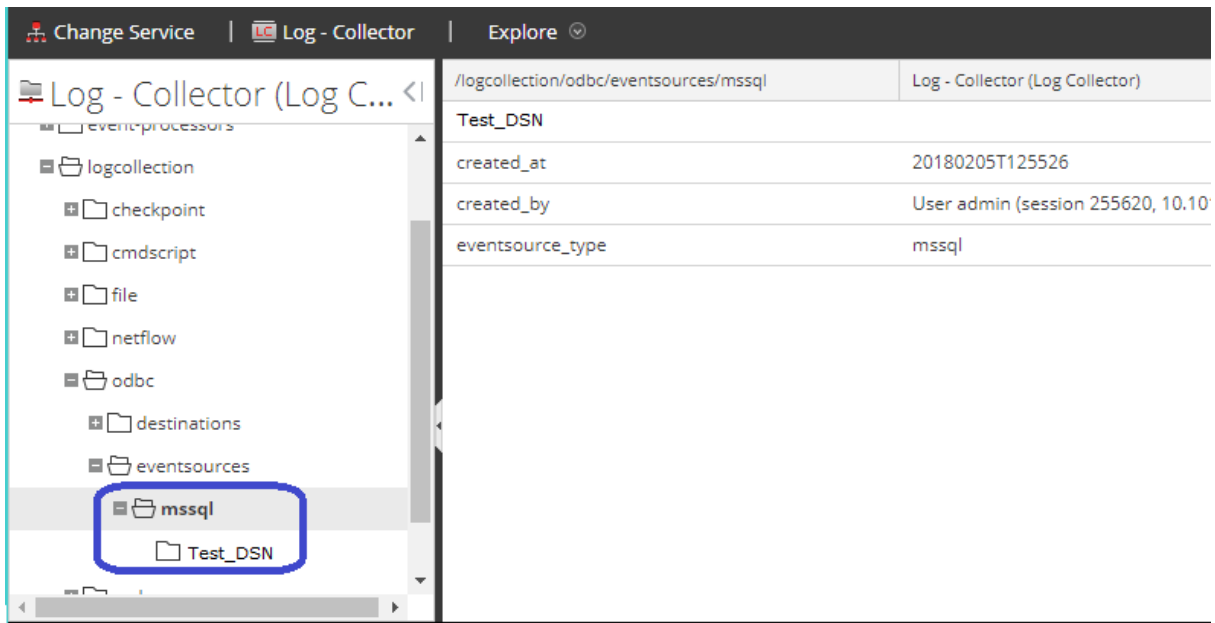 Change Service | LC Log - Collector | Explore
Log - Collector (Log C...
event-processors
logcollection
checkpoint
cmdscript
file
netflow
odbc
destinations
eventsources
mssql
Test_DSN
/logcollection/odbc/eventsources/mssql Log - Collector (Log Collector)
Test_DSN
created_at 20180205T125526
created_by User admin (session 255620, 10.10
eventsource_type mssql